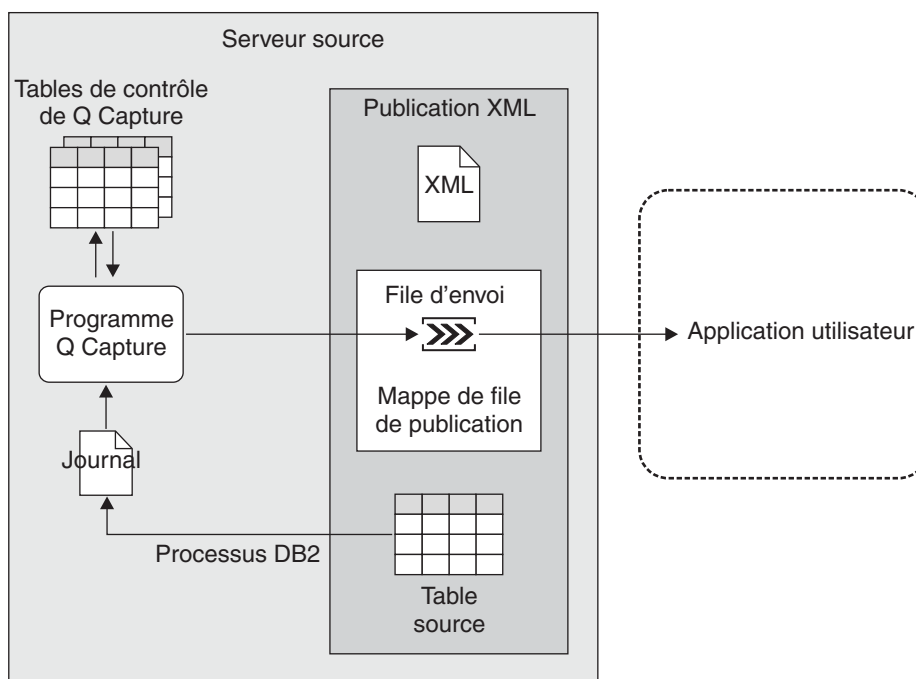 Serveur source
Tables de contrôle
de Q Capture
Publication XML
XML
File d'envoi
Programme
Q Capture
Application utilisateur
Mappe de file
de publication
Journal
Processus DB2
Table
source